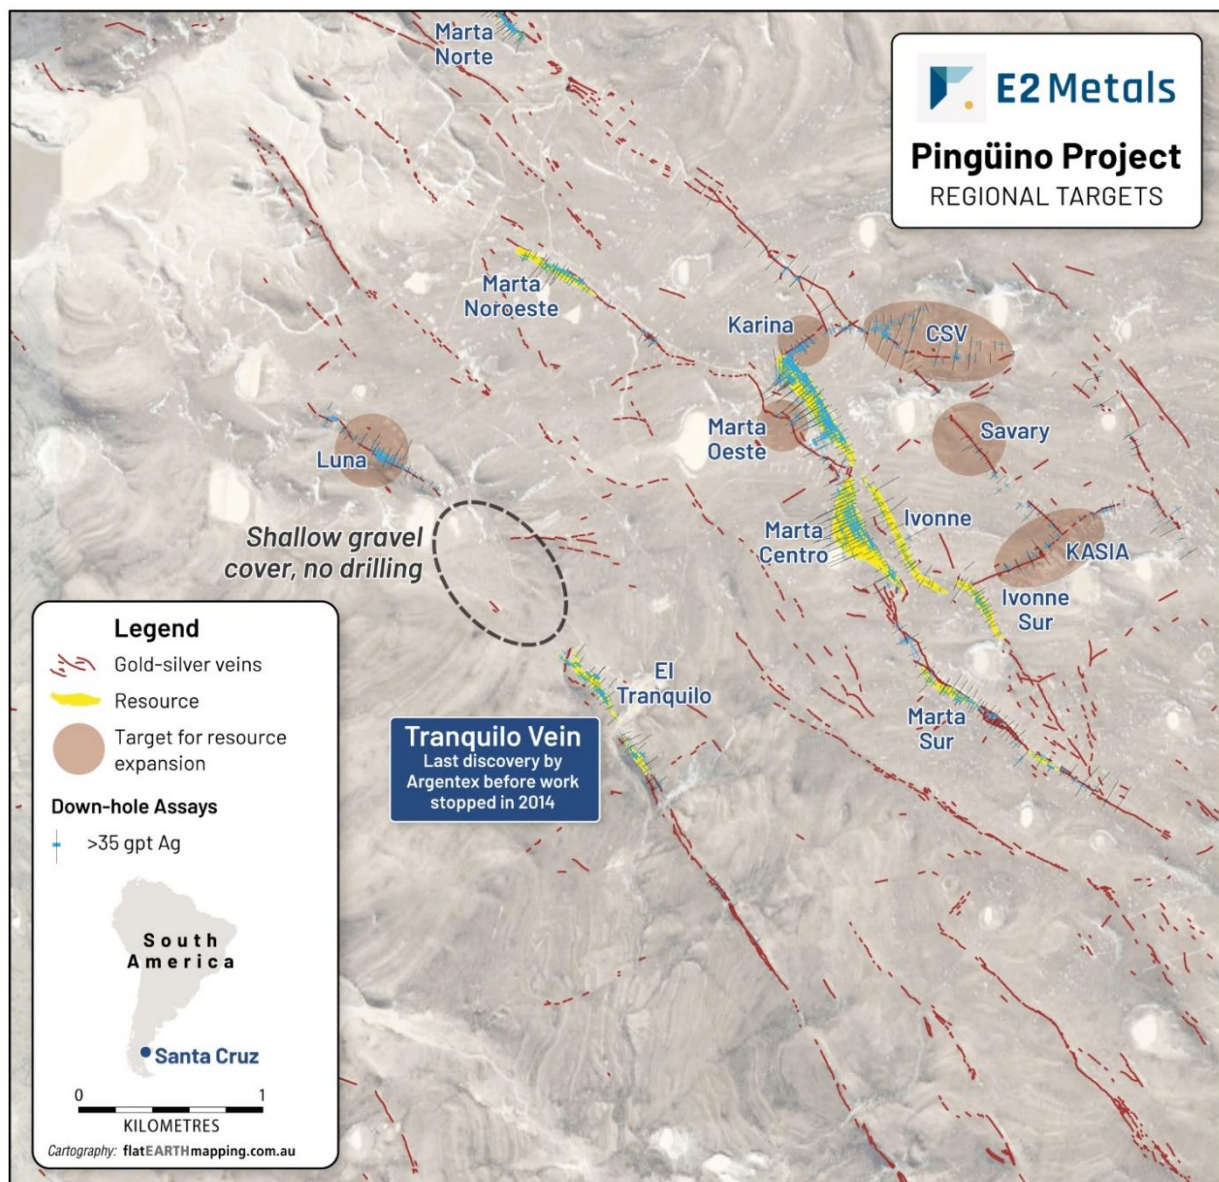 Marta
Norte
E2 Metals
Pingüino Project
REGIONAL TARGETS
Marta
Noroeste
Karina
CSV
Marta
Oeste
Savary
Luna
Shallow gravel
cover, no drilling
Marta
Centro
Ivonne
KASIA
Ivonne
Sur
El
Tranquilo
Marta
Sur
Tranquilo Vein
Last discovery by
Argentex before work
stopped in 2014
Legend
Gold-silver veins
Resource
Target for resource
expansion
Down-hole Assays
>35 gpt Ag
South
America
Santa Cruz
0 1
KILOMETRES
Cartography: flatEARTHmapping.com.au